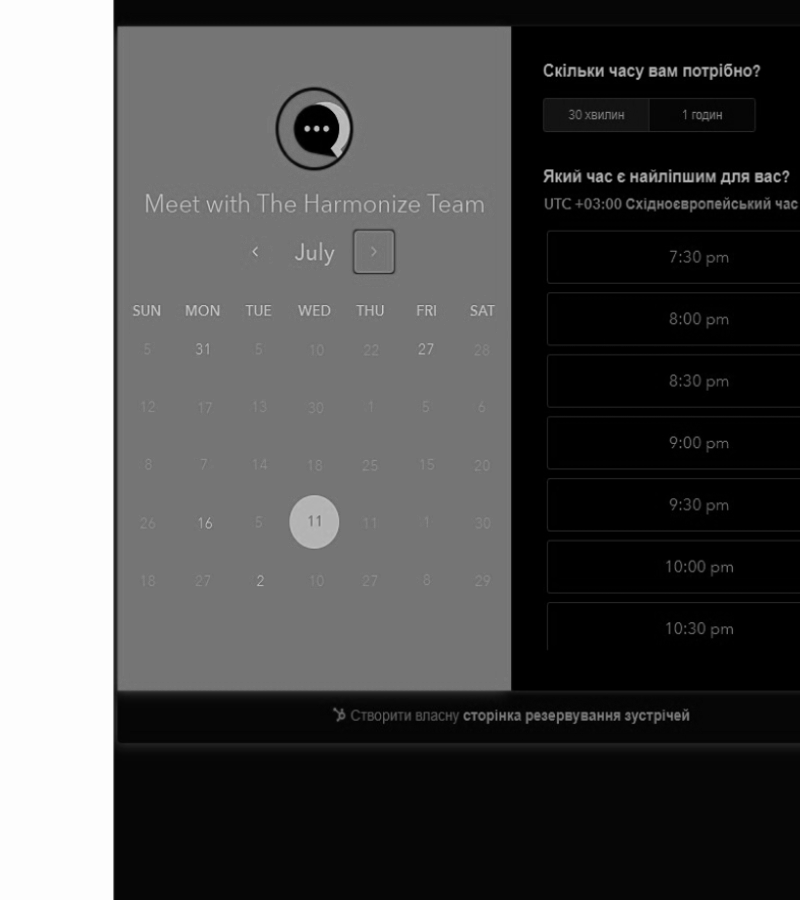 Meet with The Harmonize Team
July
SUN MON TUE WED THU FRI SAT
5 31 5 10 22 27 28
12 17 13 30 1 5 6
8 7 14 18 25 15 20
26 16 5 11 11 1 30
18 27 2 10 27 8 29
Скільки часу вам потрібно?
30 хвилин 1 годин
Який час є найліпшим для вас?
UTC +03:00 Східноєвропейський час
7:30 pm
8:00 pm
8:30 pm
9:00 pm
9:30 pm
10:00 pm
10:30 pm
Створити власну сторінка резервування зустрічей